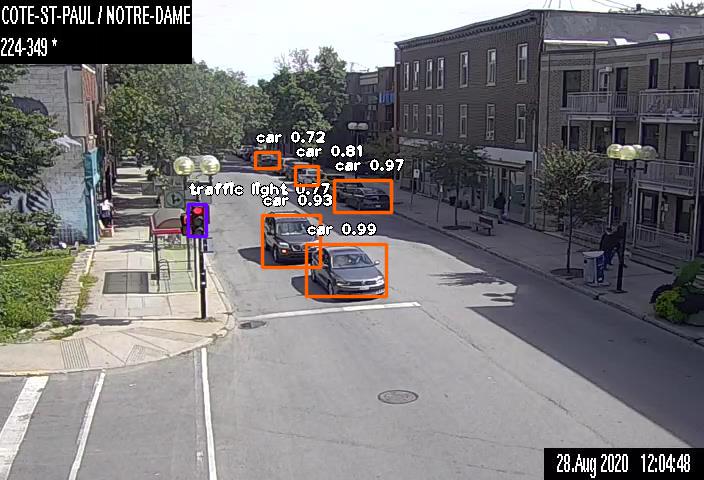 COTE-ST-PAUL / NOTRE-DAME
224-349 *
car 0.72
car 0.81
car 0.97
traffic light 0.77
car 0.93
car 0.99
28.Aug 2020 12:04:48